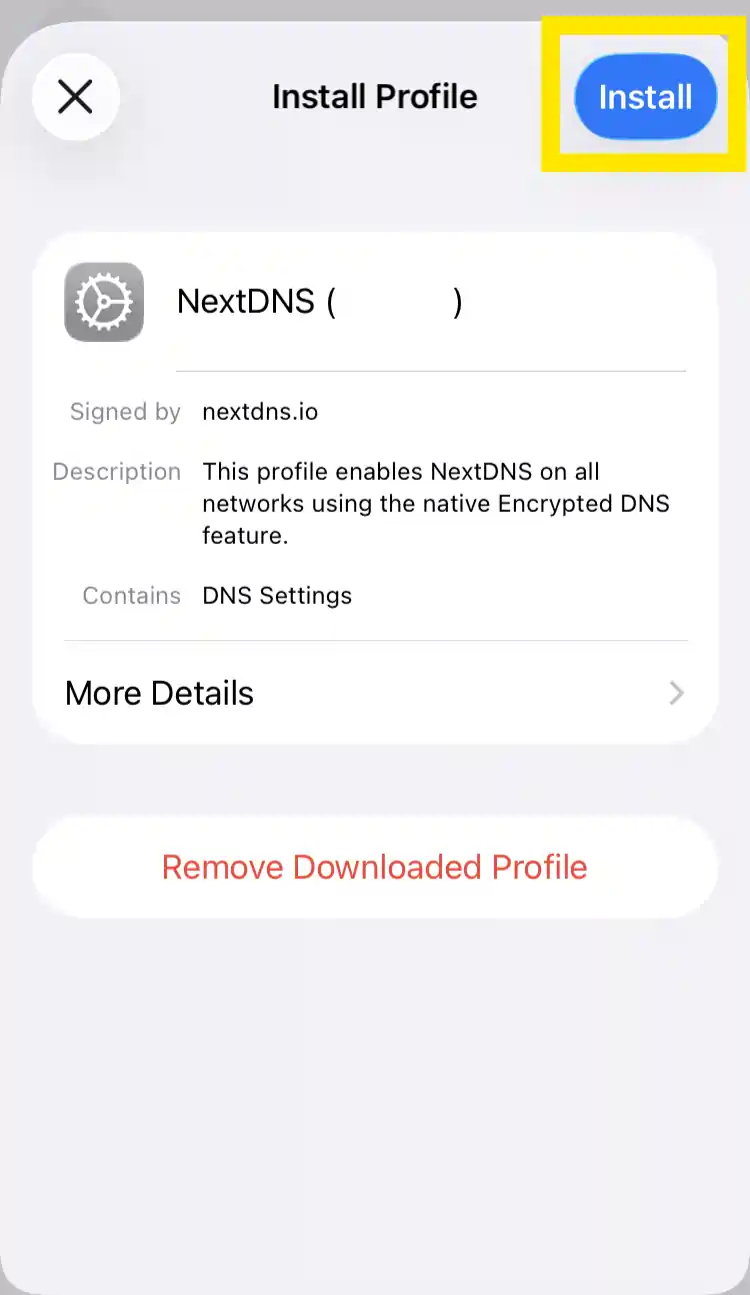 Install Profile
Install
NextDNS ( )
Signed by nextdns.io
Description This profile enables NextDNS on all
networks using the native Encrypted DNS
feature.
Contains DNS Settings
More Details
Remove Downloaded Profile